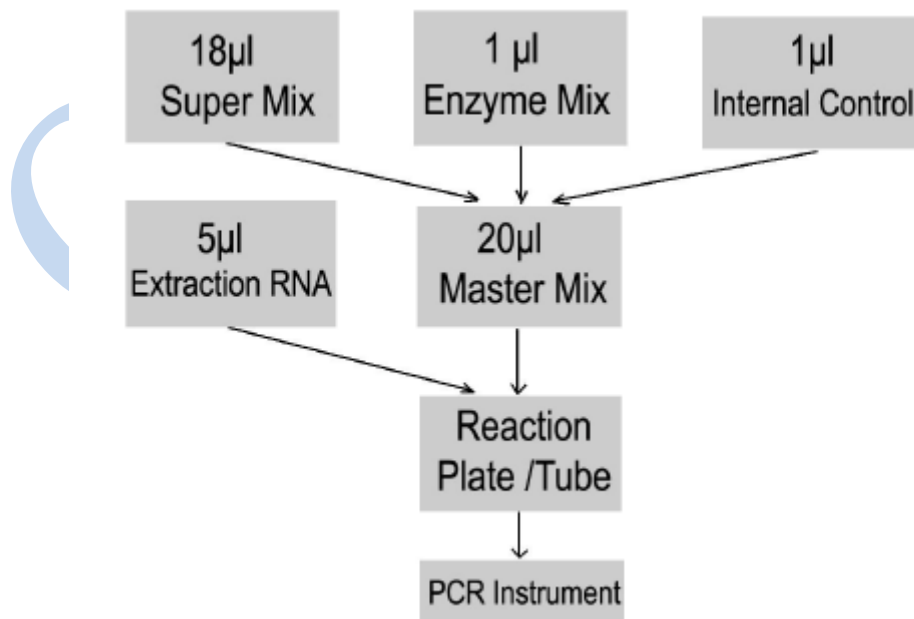 18µl
Super Mix
1 µl
Enzyme Mix
1µl
Internal Control
5µl
Extraction RNA
20µl
Master Mix
Reaction
Plate /Tube
PCR Instrument